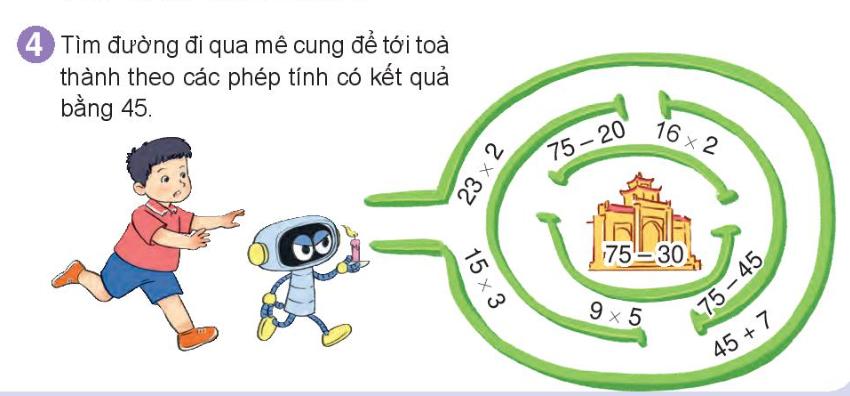 4 Tìm đường đi qua mê cung để tới toà
thành theo các phép tính có kết quả
bằng 45.
23 × 2
75 – 20
16 × 2
75 – 30
15 × 3
9 × 5
75 – 45
45 + 7